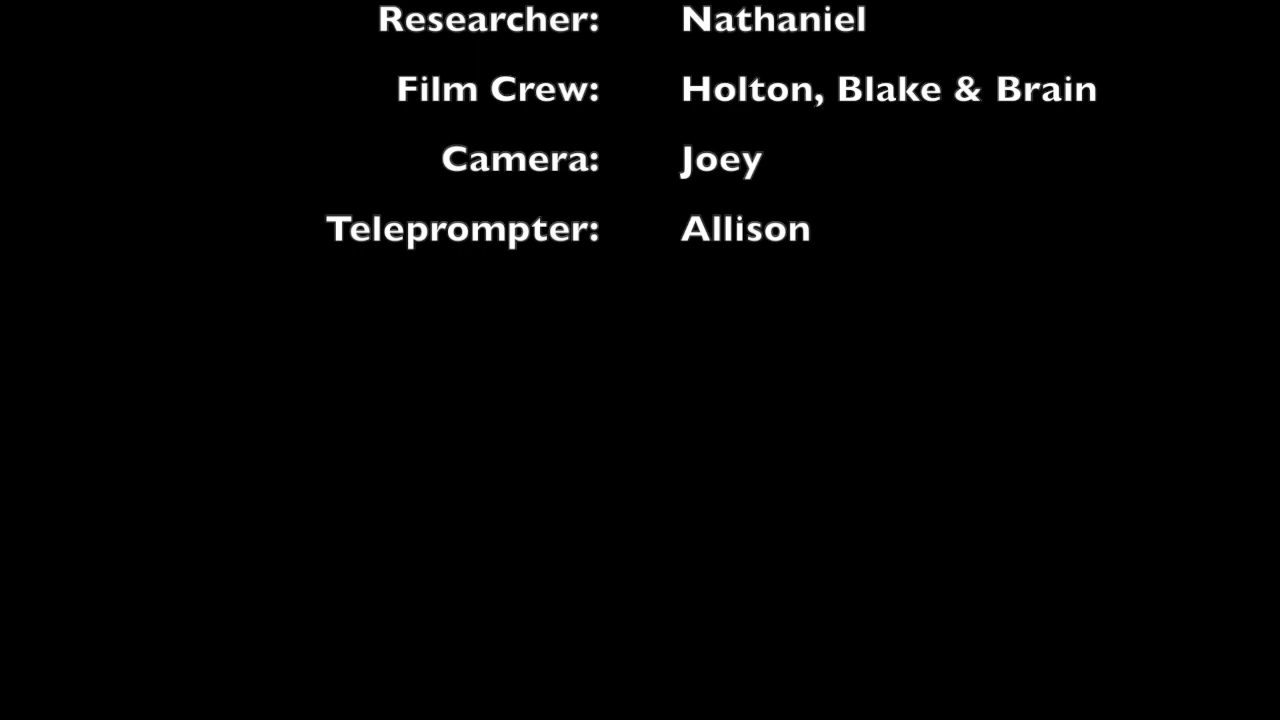 Researcher: Nathaniel
Film Crew: Holton, Blake & Brain
Camera: Joey
Teleprompter: Allison